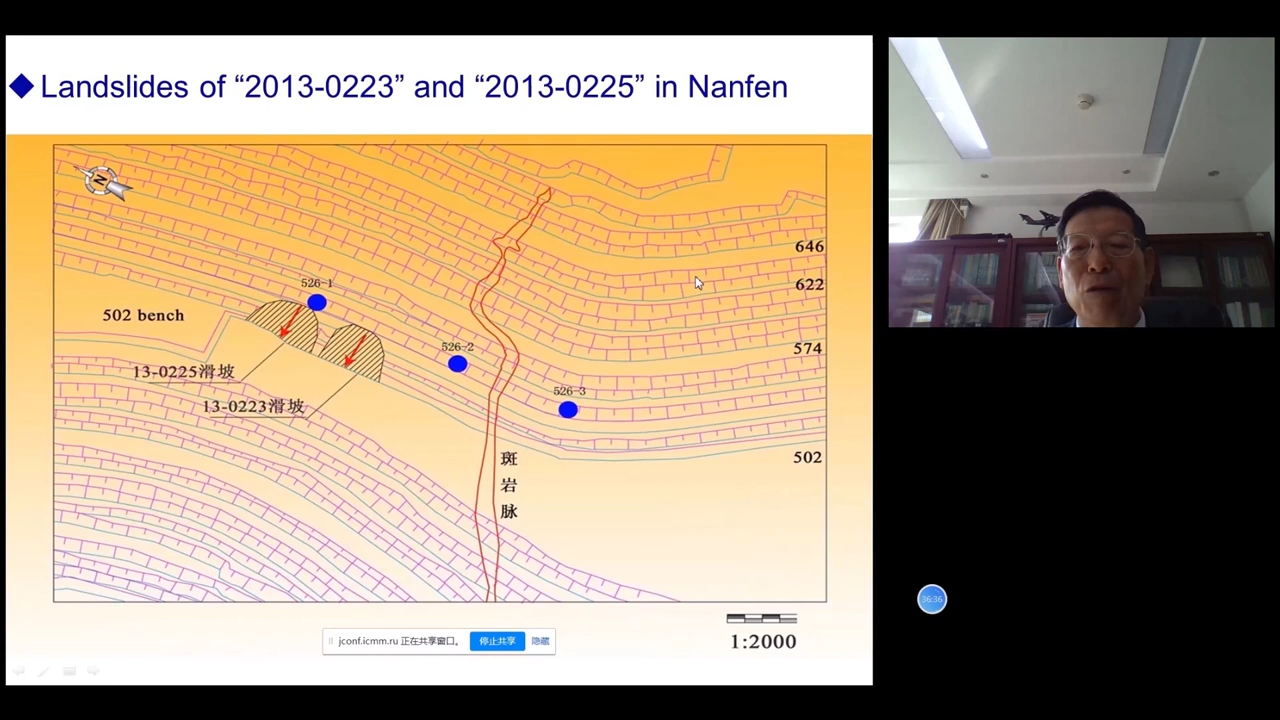 Landslides of “2013-0223” and “2013-0225” in Nanfen
N
646
526-1
622
502 bench
526-2
574
13-0225滑坡
526-3
13-0223滑坡
502
斑
岩
脉
1:2000
jconf.icmm.ru 正在共享窗口。 停止共享 隐藏
36:36